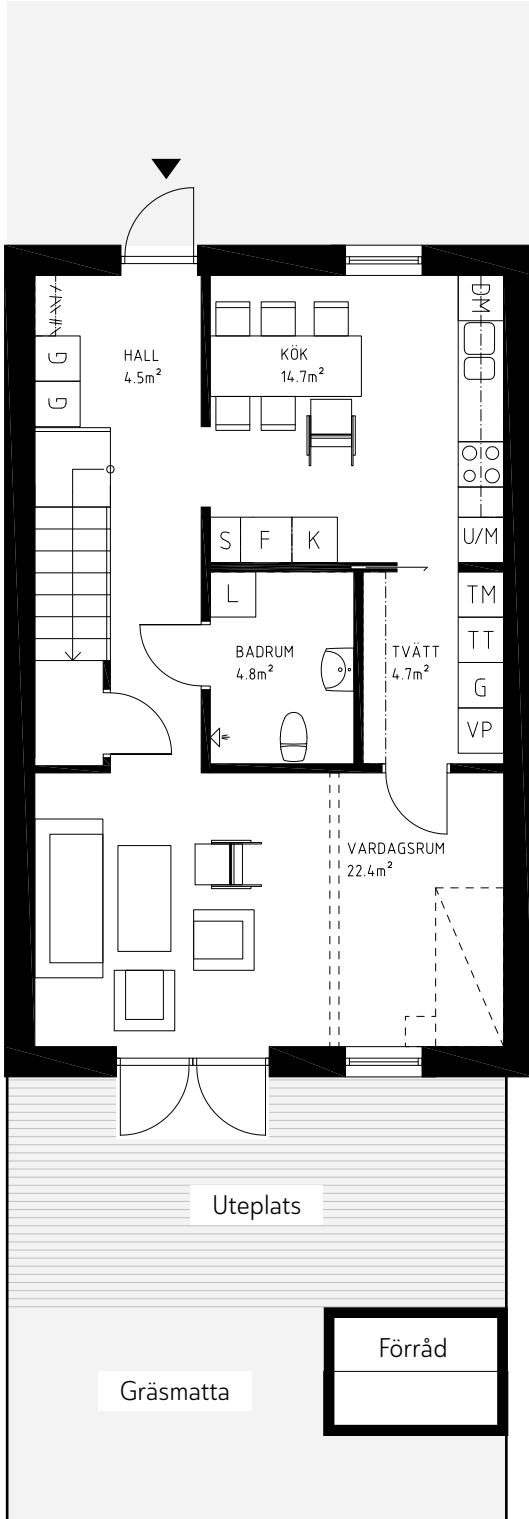 DM
HALL
4.5m²
KÖK
14.7m²
G
G
S F K
U/M
L
TM
BADRUM
4.8m²
TVÄTT
4.7m²
TT
G
VP
VARDAGSRUM
22.4m²
Uteplats
Förråd
Gräsmatta